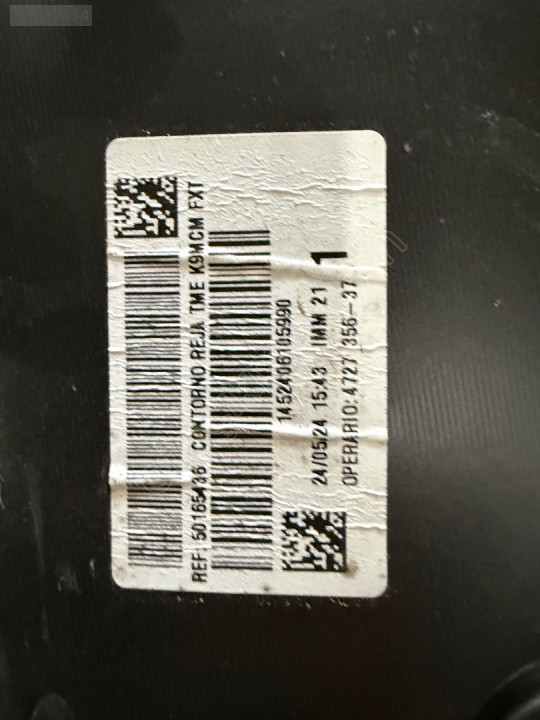 REF:50165436 CONTORNO REJA TME K9MCM FXT
1452406105990
24/05/24 15:43 IMM 21 1
OPERARIO:4727 356-37